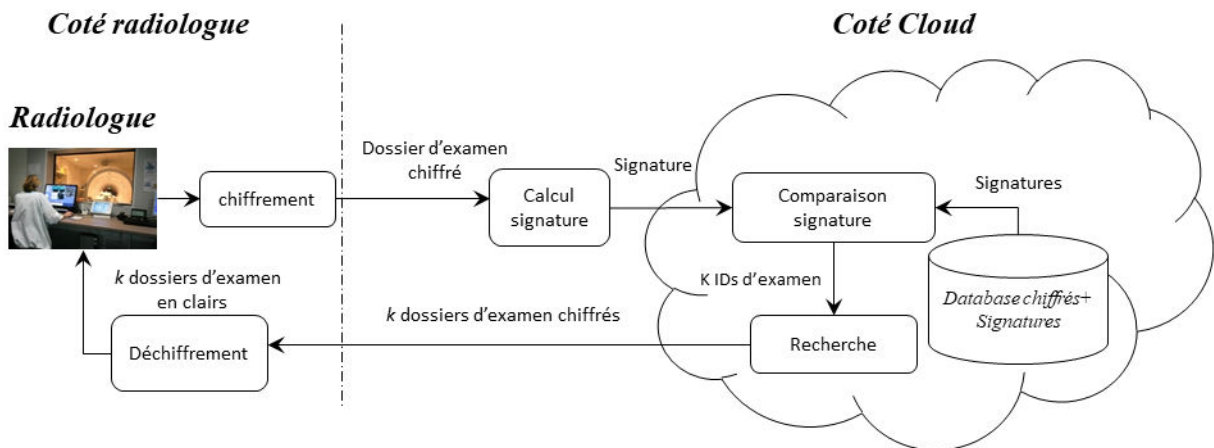 Coté radiologue
Coté Cloud
Radiologue
chiffrement
Dossier d'examen
chiffré
Calcul
signature
Signature
Comparaison
signature
Signatures
K IDs d'examen
Database chiffrés+
Signatures
Recherche
k dossiers d'examen chiffrés
Déchiffrement
k dossiers d'examen
en clairs